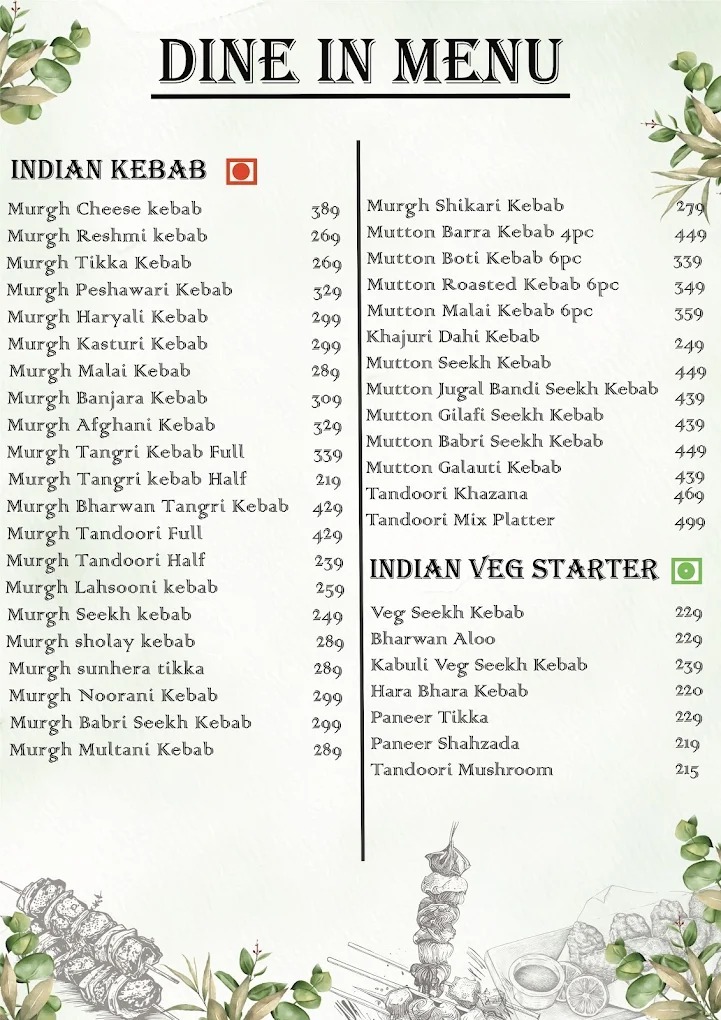 DINE IN MENU
INDIAN KEBAB
Murgh Cheese kebab 389
Murgh Reshmi kebab 269
Murgh Tikka Kebab 269
Murgh Peshawari Kebab 329
Murgh Haryali Kebab 299
Murgh Kasturi Kebab 299
Murgh Malai Kebab 289
Murgh Banjara Kebab 309
Murgh Afghani Kebab 329
Murgh Tangri Kebab Full 339
Murgh Tangri kebab Half 219
Murgh Bharwan Tangri Kebab 429
Murgh Tandoori Full 429
Murgh Tandoori Half 239
Murgh Lahsooni kebab 259
Murgh Seekh kebab 249
Murgh sholay kebab 289
Murgh sunhera tikka 289
Murgh Noorani Kebab 299
Murgh Babri Seekh Kebab 299
Murgh Multani Kebab 289
Murgh Shikari Kebab 279
Mutton Barra Kebab 4pc 449
Mutton Boti Kebab 6pc 339
Mutton Roasted Kebab 6pc 349
Mutton Malai Kebab 6pc 359
Khajuri Dahi Kebab 249
Mutton Seekh Kebab 449
Mutton Jugal Bandi Seekh Kebab 439
Mutton Gilafi Seekh Kebab 439
Mutton Babri Seekh Kebab 449
Mutton Galauti Kebab 439
Tandoori Khazana 469
Tandoori Mix Platter 499
INDIAN VEG STARTER
Veg Seekh Kebab 229
Bharwan Aloo 229
Kabuli Veg Seekh Kebab 239
Hara Bhara Kebab 220
Paneer Tikka 229
Paneer Shahzada 219
Tandoori Mushroom 215